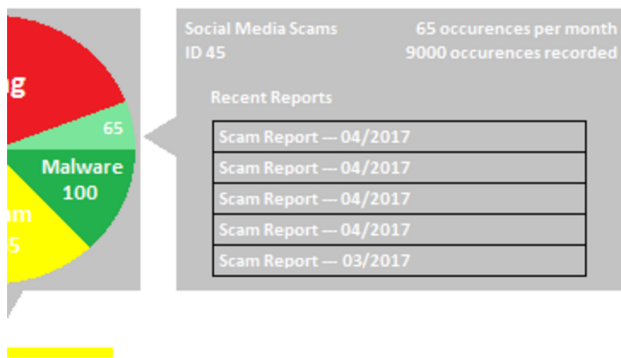 Social Media Scams 65 occurences per month
ID 45 9000 occurences recorded
g
Recent Reports
65
Scam Report --- 04/2017
Malware
Scam Report --- 04/2017
100
Scam Report --- 04/2017
m
Scam Report --- 04/2017
5
Scam Report --- 03/2017